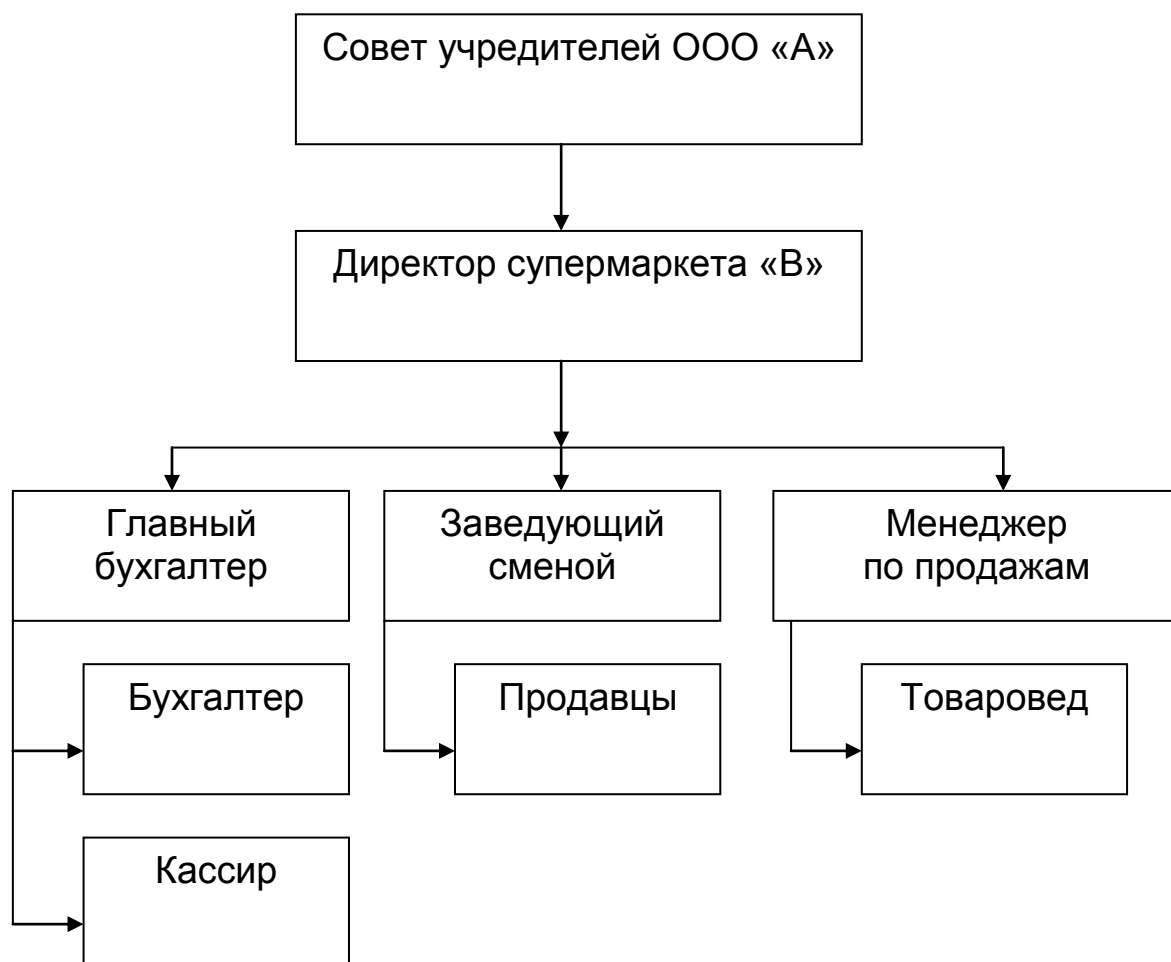 Совет учредителей ООО «А»
Директор супермаркета «В»
Главный
бухгалтер
Заведующий
сменой
Менеджер
по продажам
Бухгалтер
Продавцы
Товаровед
Кассир